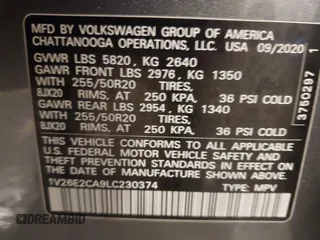 MFD. BY VOLKSWAGEN GROUP OF AMERICA
CHATTANOOGA OPERATIONS, LLC. USA 09/2020
GVWR LBS 5820, KG 2640
GAWR FRONT LBS 2976, KG 1350
WITH 255/50R20 TIRES,
8JX20 RIMS, AT 250 KPA, 36 PSI COLD
GAWR REAR LBS 2954, KG 1340
WITH 255/50R20 TIRES,
8JX20 RIMS, AT 250 KPA, 36 PSI COLD
THIS VEHICLE CONFORMS TO ALL APPLICABLE
U.S. FEDERAL MOTOR VEHICLE SAFETY
STANDARDS IN EFFECT ON THE
DATE OF MANUFACTURE SHOWN ABOVE.
1V26E2CA9LC230374 TYPE: MPV
3750297 1
DREAMBID